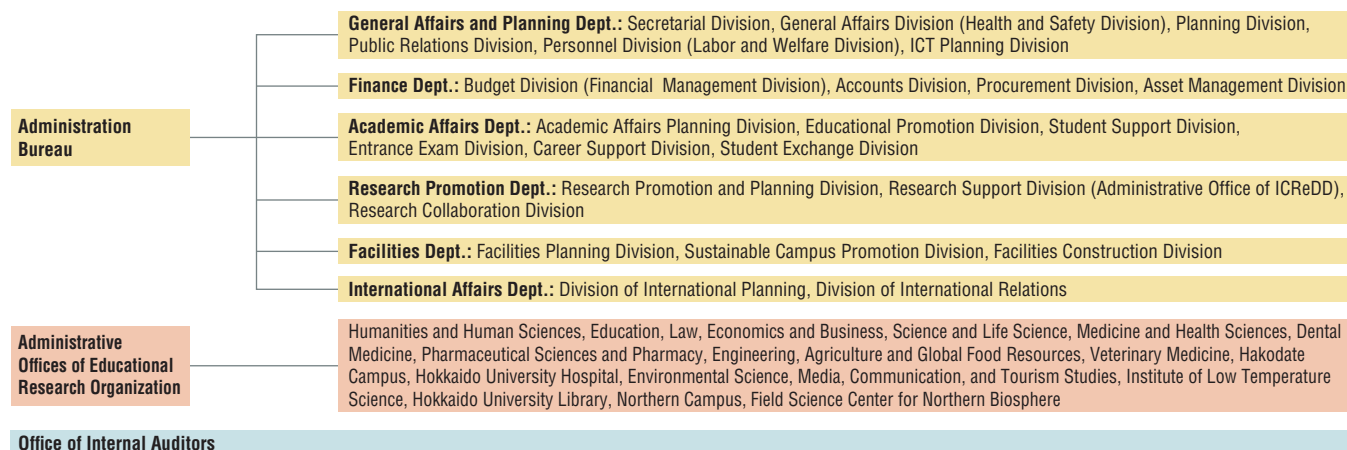 General Affairs and Planning Dept.: Secretarial Division, General Affairs Division (Health and Safety Division), Planning Division,
Public Relations Division, Personnel Division (Labor and Welfare Division), ICT Planning Division
Finance Dept.: Budget Division (Financial Management Division), Accounts Division, Procurement Division, Asset Management Division
Administration
Bureau
Academic Affairs Dept.: Academic Affairs Planning Division, Educational Promotion Division, Student Support Division,
Entrance Exam Division, Career Support Division, Student Exchange Division
Research Promotion Dept.: Research Promotion and Planning Division, Research Support Division (Administrative Office of ICReDD),
Research Collaboration Division
Facilities Dept.: Facilities Planning Division, Sustainable Campus Promotion Division, Facilities Construction Division
International Affairs Dept.: Division of International Planning, Division of International Relations
Administrative
Offices of Educational
Research Organization
Humanities and Human Sciences, Education, Law, Economics and Business, Science and Life Science, Medicine and Health Sciences, Dental
Medicine, Pharmaceutical Sciences and Pharmacy, Engineering, Agriculture and Global Food Resources, Veterinary Medicine, Hakodate
Campus, Hokkaido University Hospital, Environmental Science, Media, Communication, and Tourism Studies, Institute of Low Temperature
Science, Hokkaido University Library, Northern Campus, Field Science Center for Northern Biosphere
Office of Internal Auditors